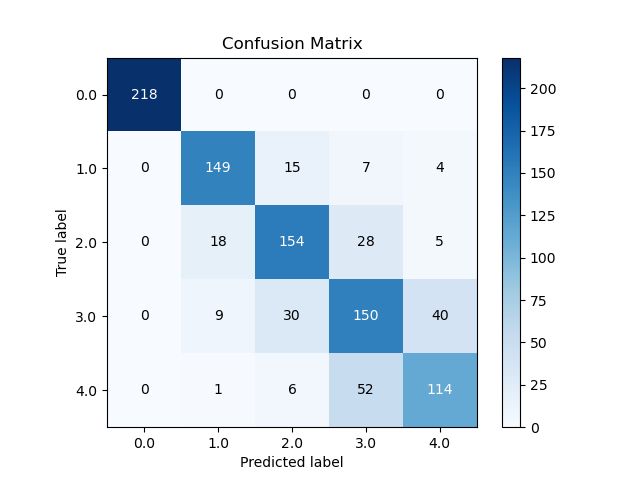 Confusion Matrix
True label
0.0 218 0 0 0 0
1.0 0 149 15 7 4
2.0 0 18 154 28 5
3.0 0 9 30 150 40
4.0 0 1 6 52 114
0.0 1.0 2.0 3.0 4.0
Predicted label
200
175
150
125
100
75
50
25
0